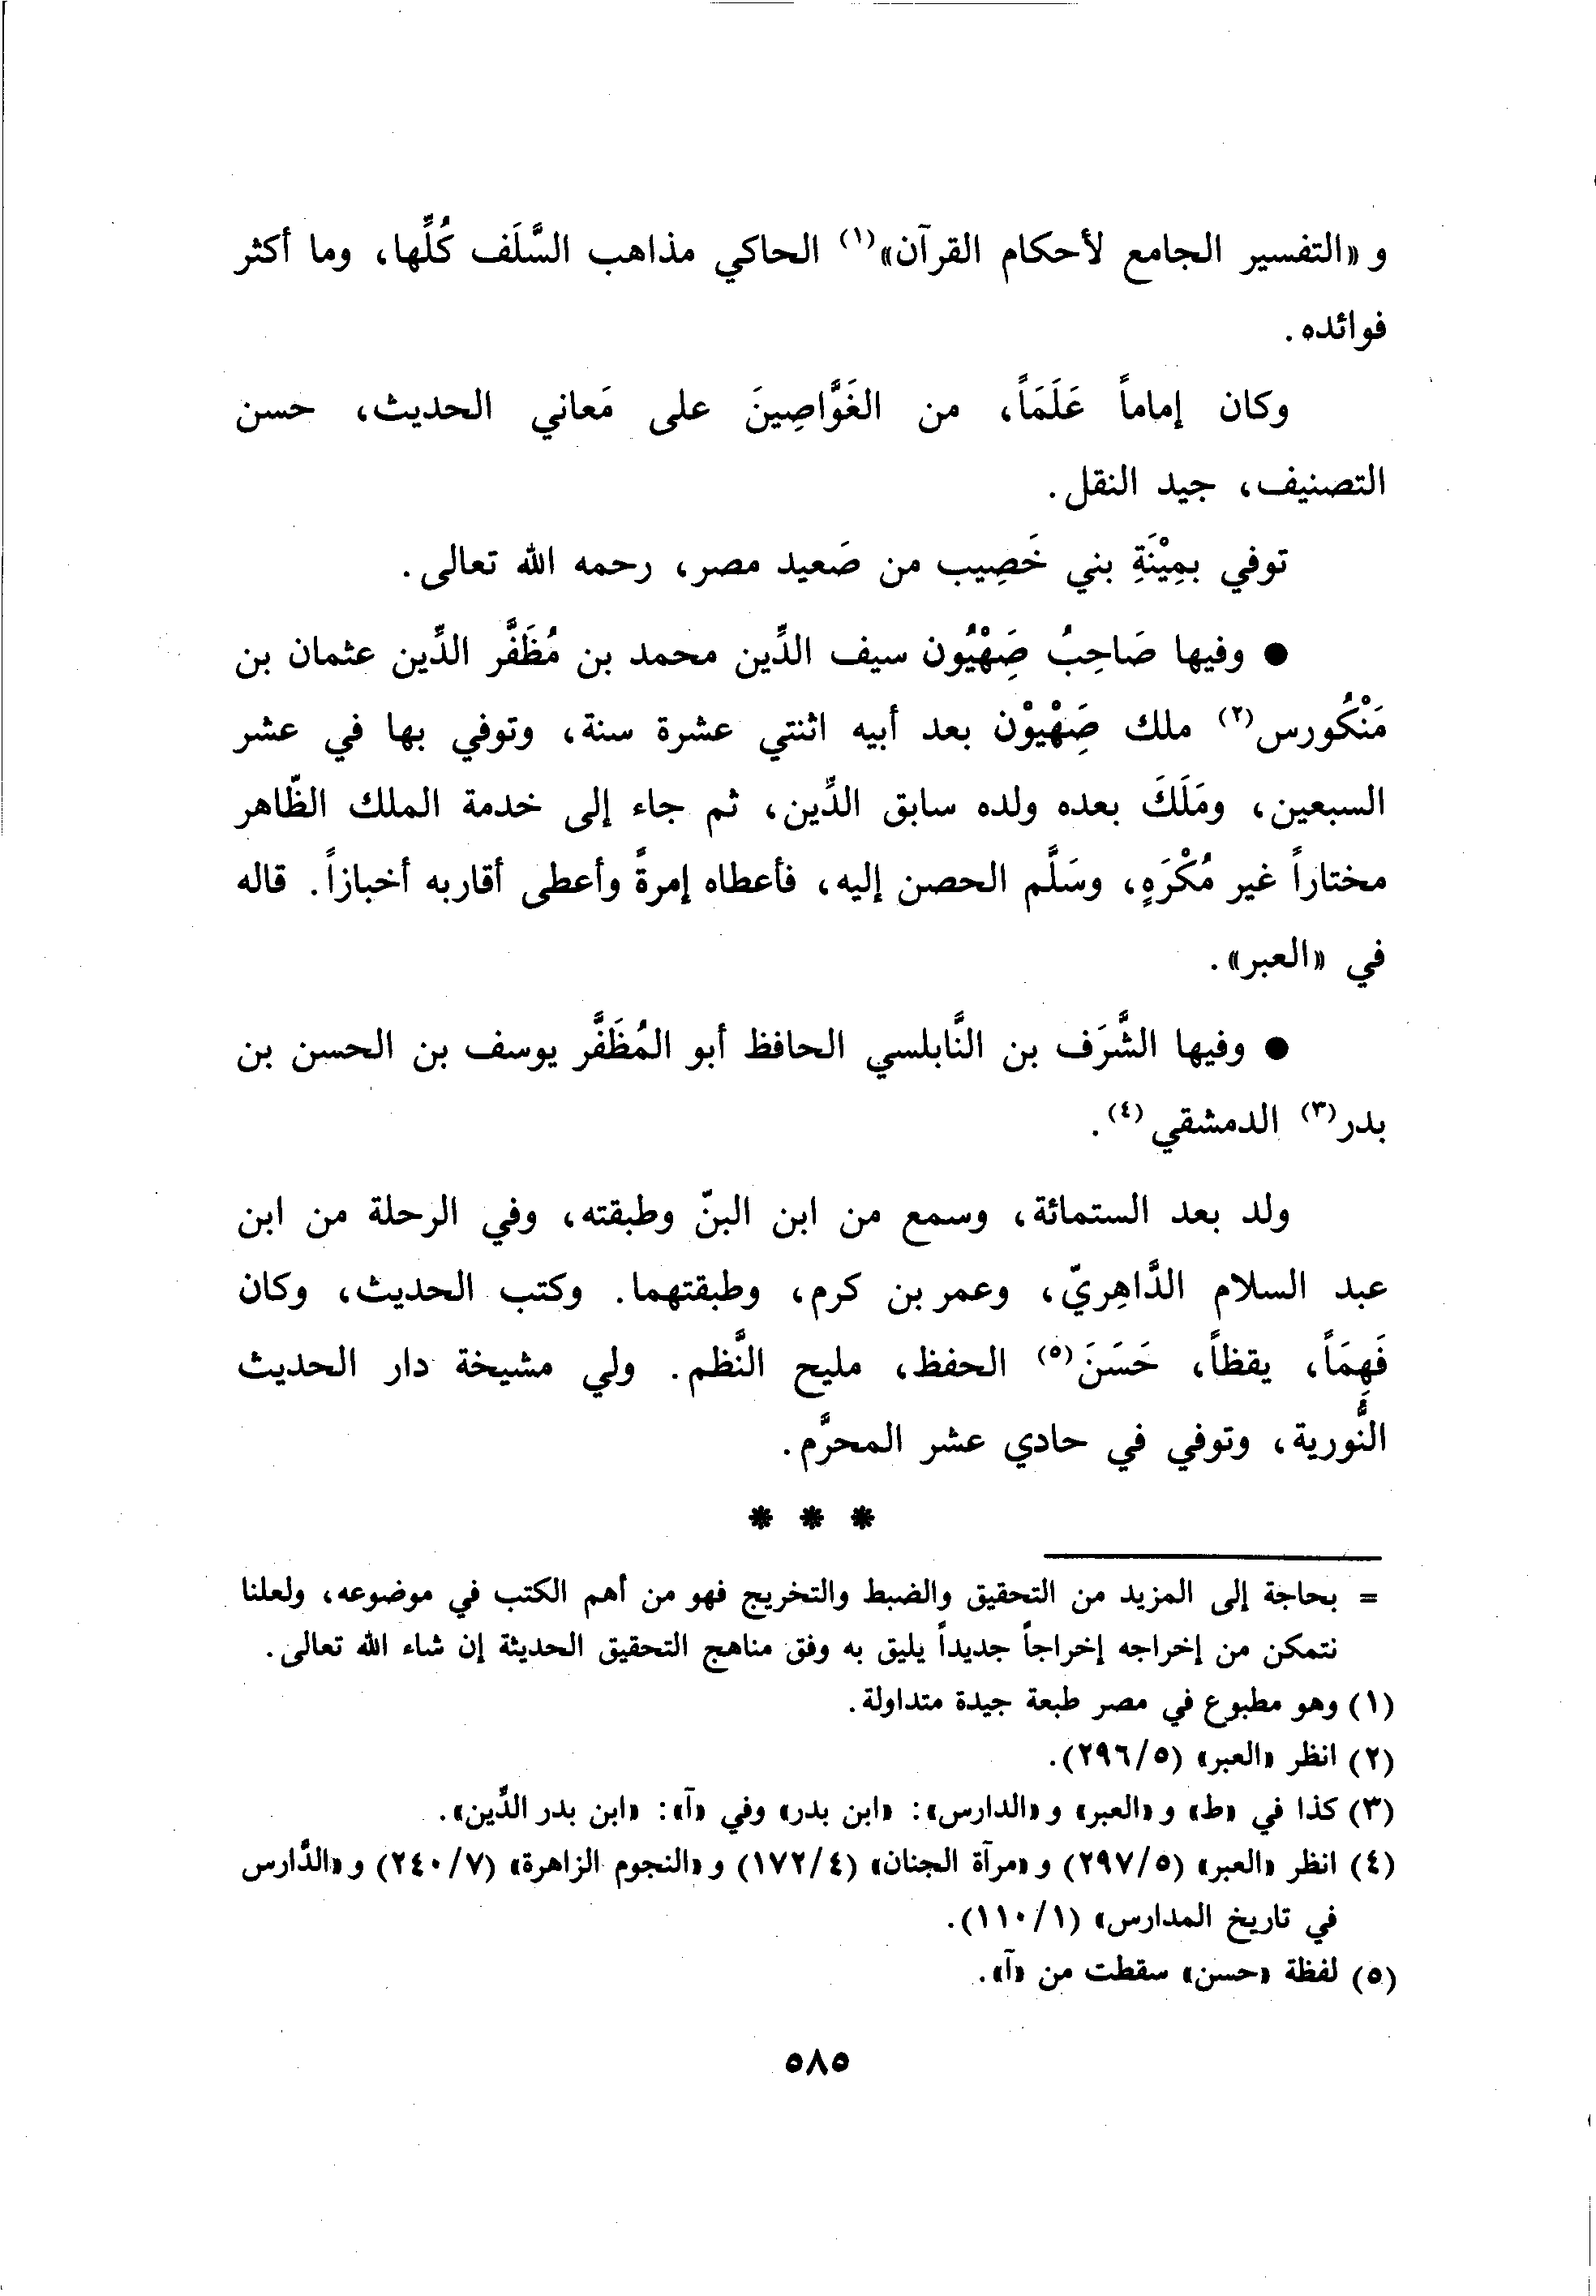 و «التفسير الجامع لأحكام القرآن»(١) الحاكي مذاهب السَّلَف كُلِّها، وما أكثر
فوائده.
وكان إماماً عَلَمَاً، من الغَوَّاصِينَ على مَعاني الحديث، حسن
التصنيف، جيد النقل.
توفي بمِيْنَةِ بني خَصِيب من صَعيد مصر، رحمه الله تعالى.
● وفيها صَاحِبُ صِهْيُون سيف الدِّين محمد بن مُظَفَّر الدِّين عثمان بن
مَنْكُورس(٢) ملك صِهْيوْن بعد أبيه اثنتي عشرة سنة، وتوفي بها في عشر
السبعين، ومَلَكَ بعده ولده سابق الدِّين، ثم جاء إلى خدمة الملك الظّاهر
مختاراً غير مُكْرَهٍ، وسَلَّم الحصن إليه، فأعطاه إمرةً وأعطى أقاربه أخبازاً. قاله
في «العبر».
● وفيها الشَّرَف بن النَّابلسي الحافظ أبو المُظَفَّر يوسف بن الحسن بن
بدر(٣) الدمشقي(٤).
ولد بعد الستمائة، وسمع من ابن البنّ وطبقته، وفي الرحلة من ابن
عبد السلام الدَّاهِريّ، وعمر بن كرم، وطبقتهما. وكتب الحديث، وكان
فَهِمَاً، يقظاً، حَسَنَ(٥) الحفظ، مليح النَّظم. ولي مشيخة دار الحديث
النُّورية، وتوفي في حادي عشر المحرَّم.
* * *
= بحاجة إلى المزيد من التحقيق والضبط والتخريج فهو من أهم الكتب في موضوعه، ولعلنا
نتمكن من إخراجه إخراجاً جديداً يليق به وفق مناهج التحقيق الحديثة إن شاء الله تعالى.
(١) وهو مطبوع في مصر طبعة جيدة متداولة.
(٢) انظر «العبر» (٢٩٦/٥).
(٣) كذا في «ط» و«العبر» و«الدارس»: «ابن بدر» وفي «آ»: «ابن بدر الدِّين».
(٤) انظر «العبر» (٢٩٧/٥) و«مرآة الجنان» (١٧٢/٤) و«النجوم الزاهرة» (٢٤٠/٧) و«الدَّارس
في تاريخ المدارس» (١١٠/١).
(٥) لفظة «حسن» سقطت من «آ».
٥٨٥